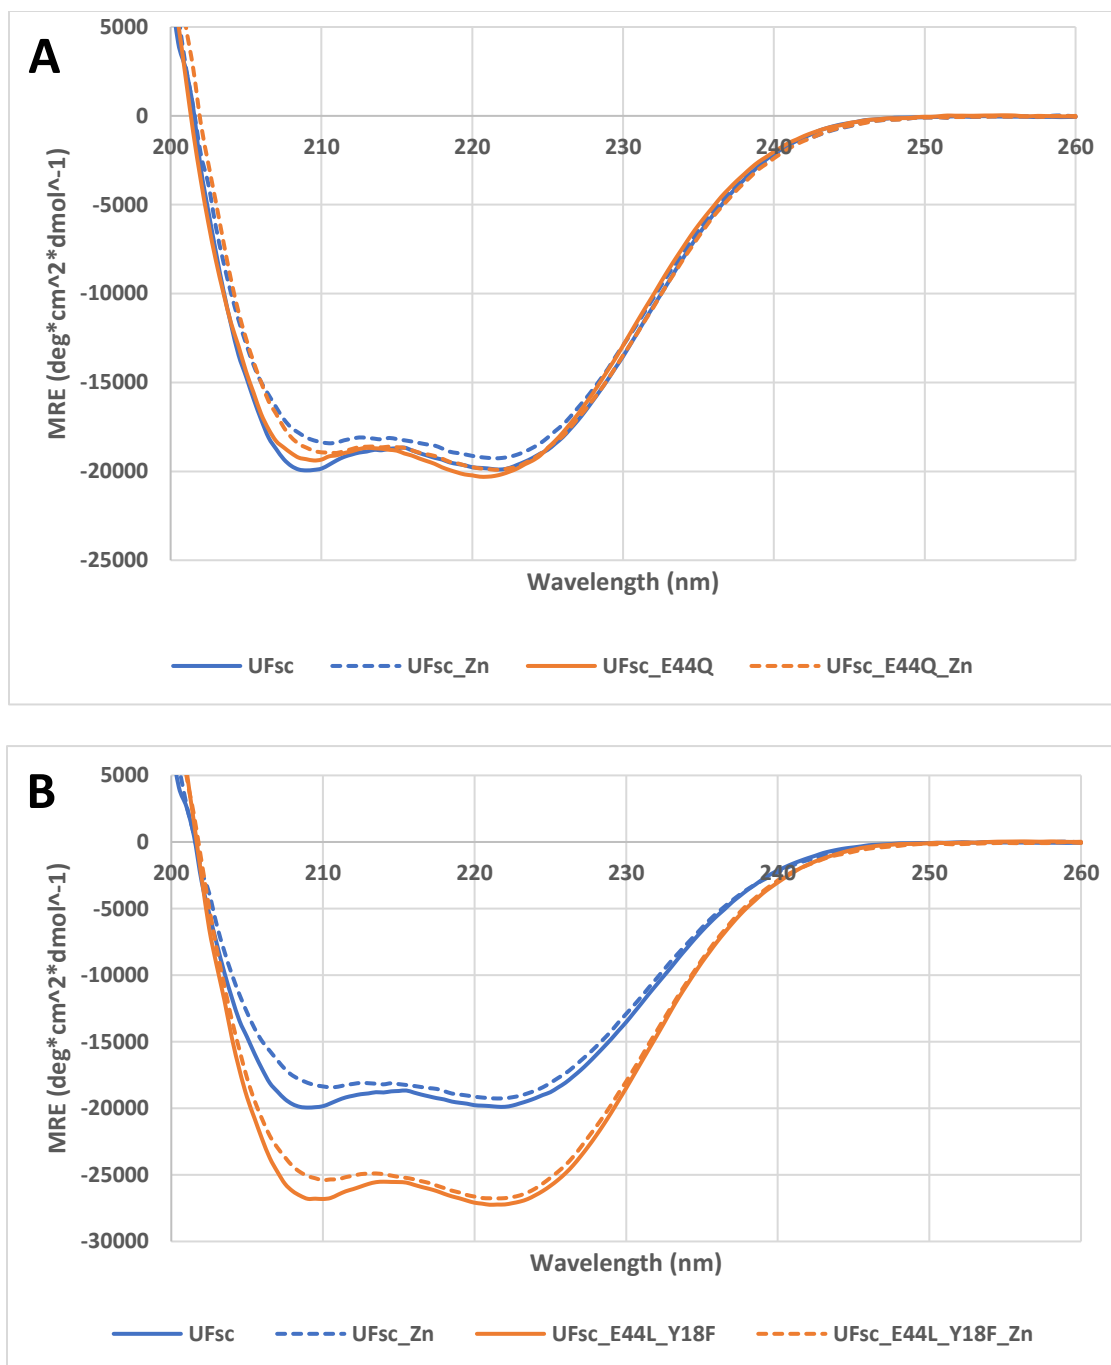 A
5000
0
-5000
-10000
-15000
-20000
-25000
200 210 220 230 240 250 260
MRE (deg*cm^2*dmol^-1)
Wavelength (nm)
UFsc UFsc_Zn UFsc_E44Q UFsc_E44Q_Zn
B
5000
0
-5000
-10000
-15000
-20000
-25000
-30000
200 210 220 230 240 250 260
MRE (deg*cm^2*dmol^-1)
Wavelength (nm)
UFsc UFsc_Zn UFsc_E44L_Y18F UFsc_E44L_Y18F_Zn